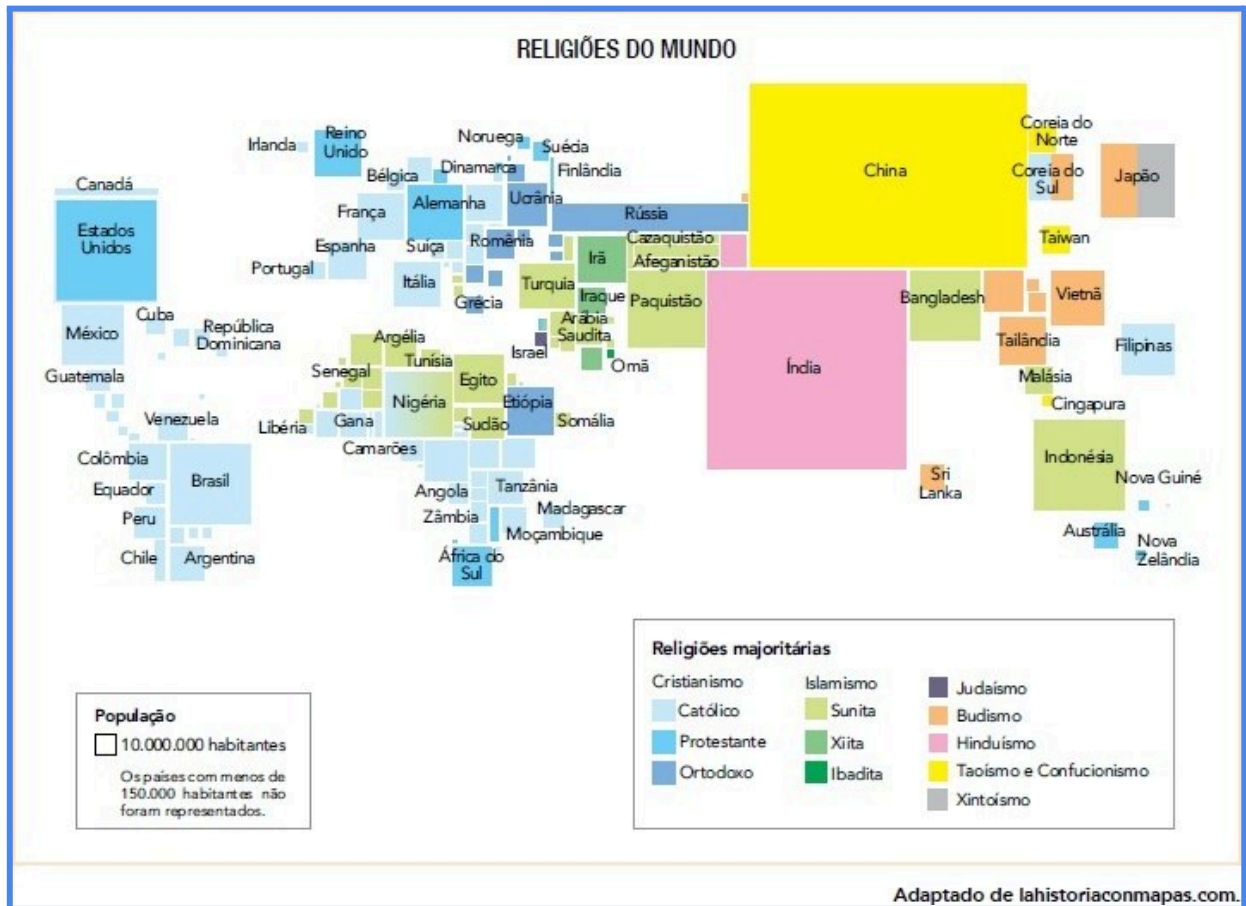 RELIGIÕES DO MUNDO
Canadá
Estados
Unidos
México
Cuba
República
Dominicana
Guatemala
Venezuela
Colômbia
Equador
Brasil
Peru
Chile
Argentina
Irlanda
Reino
Unido
Noruega
Suécia
Dinamarca
Finlândia
Bélgica
Ucrânia
França
Alemanha
Rússia
Espanha
Suíça
Romênia
Portugal
Itália
Grécia
Turquia
Irã
Iraque
Cazaquistão
Afeganistão
Paquistão
Arábia
Saudita
Israel
Omã
Argélia
Tunísia
Senegal
Egito
Nigéria
Etiópia
Libéria
Gana
Sudão
Somália
Camarões
Angola
Tanzânia
Zâmbia
Madagascar
Moçambique
África do
Sul
China
Coreia do
Norte
Coreia do
Sul
Japão
Taiwan
Bangladesh
Vietnã
Tailândia
Filipinas
Índia
Malásia
Cingapura
Indonésia
Sri
Lanka
Nova Guiné
Austrália
Nova
Zelândia
População
10.000.000 habitantes
Os países com menos de
150.000 habitantes não
foram representados.
Religiões majoritárias
Cristianismo
Católico
Protestante
Ortodoxo
Islamismo
Sunita
Xiita
Ibadita
Judaísmo
Budismo
Hinduísmo
Taoísmo e Confucionismo
Xintoísmo
Adaptado de lahistoriaconmapas.com.